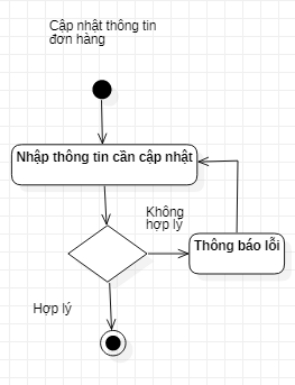 Cập nhật thông tin
đơn hàng
Nhập thông tin cần cập nhật
Không
hợp lý
Thông báo lỗi
Hợp lý